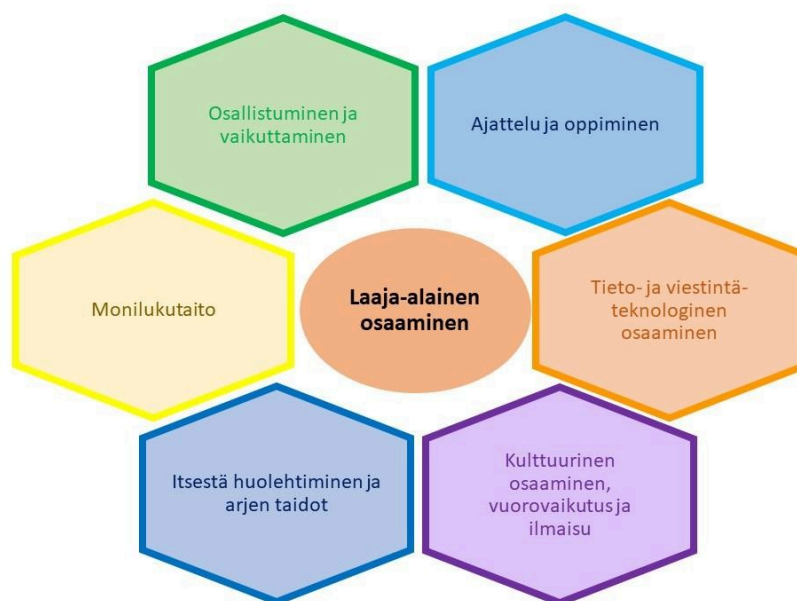 Osallistuminen ja
vaikuttaminen
Ajattelu ja oppiminen
Monilukutaito
Laaja-alainen
osaaminen
Tieto- ja viestintä-
teknologinen
osaaminen
Itsestä huolehtiminen ja
arjen taidot
Kulttuurinen
osaaminen,
vuorovaikutus ja
ilmaisu